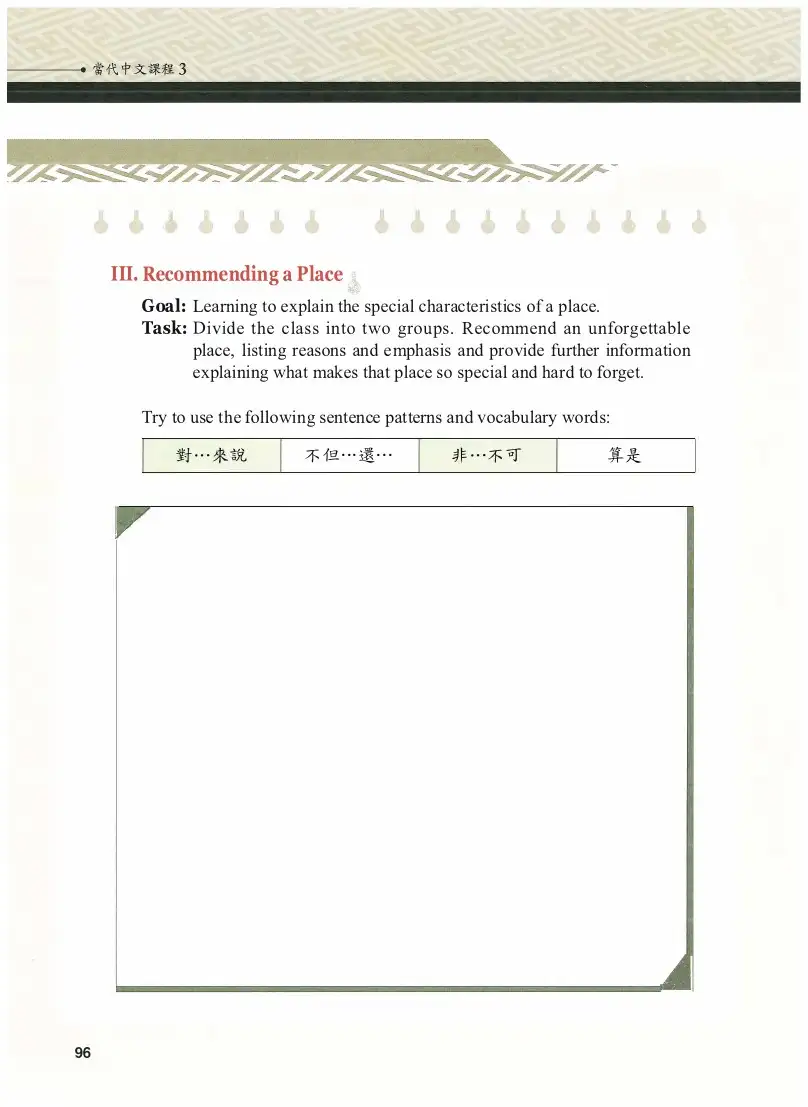 當代中文課程 3
III. Recommending a Place
Goal: Learning to explain the special characteristics of a place.
Task: Divide the class into two groups. Recommend an unforgettable
place, listing reasons and emphasis and provide further information
explaining what makes that place so special and hard to forget.
Try to use the following sentence patterns and vocabulary words:
對⋯來說 不但⋯還⋯ 非⋯不可 算是
96